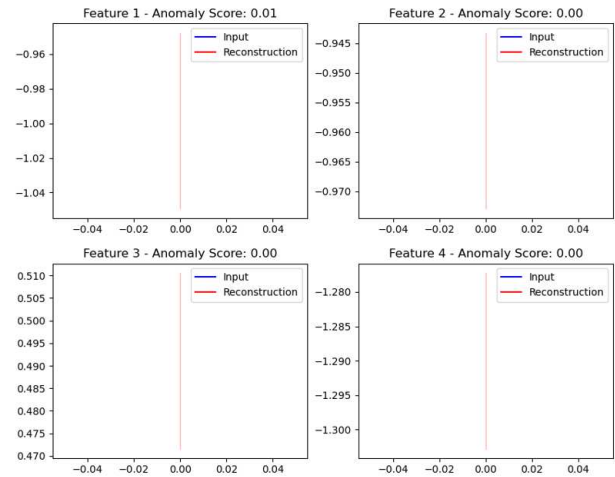 Feature 1 - Anomaly Score: 0.01
Input
Reconstruction
−0.96
−0.98
−1.00
−1.02
−1.04
−0.04 −0.02 0.00 0.02 0.04
Feature 2 - Anomaly Score: 0.00
Input
Reconstruction
−0.945
−0.950
−0.955
−0.960
−0.965
−0.970
−0.04 −0.02 0.00 0.02 0.04
Feature 3 - Anomaly Score: 0.00
Input
Reconstruction
0.510
0.505
0.500
0.495
0.490
0.485
0.480
0.475
0.470
−0.04 −0.02 0.00 0.02 0.04
Feature 4 - Anomaly Score: 0.00
Input
Reconstruction
−1.280
−1.285
−1.290
−1.295
−1.300
−0.04 −0.02 0.00 0.02 0.04